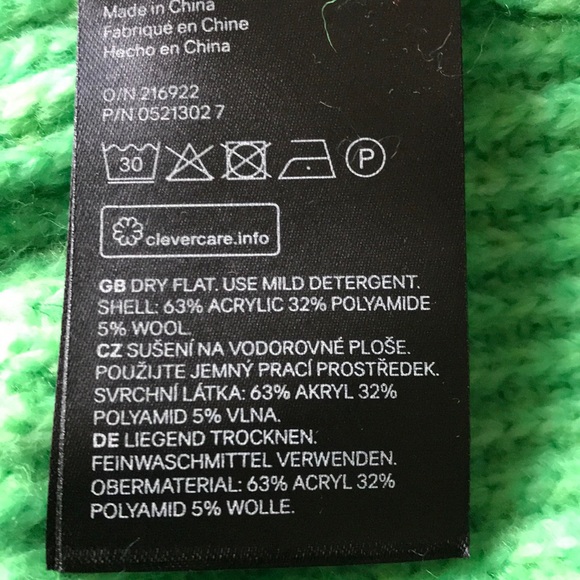 Made in China
Fabriqué en Chine
Hecho en China
O/N 216922
P/N 0521302 7
30 P
clevercare.info
GB DRY FLAT. USE MILD DETERGENT.
SHELL: 63% ACRYLIC 32% POLYAMIDE
5% WOOL.
CZ SUŠENÍ NA VODOROVNÉ PLOŠE.
POUŽIJTE JEMNÝ PRACÍ PROSTŘEDEK.
SVRCHNÍ LÁTKA: 63% AKRYL 32%
POLYAMID 5% VLNA.
DE LIEGEND TROCKNEN.
FEINWASCHMITTEL VERWENDEN.
OBERMATERIAL: 63% ACRYL 32%
POLYAMID 5% WOLLE.